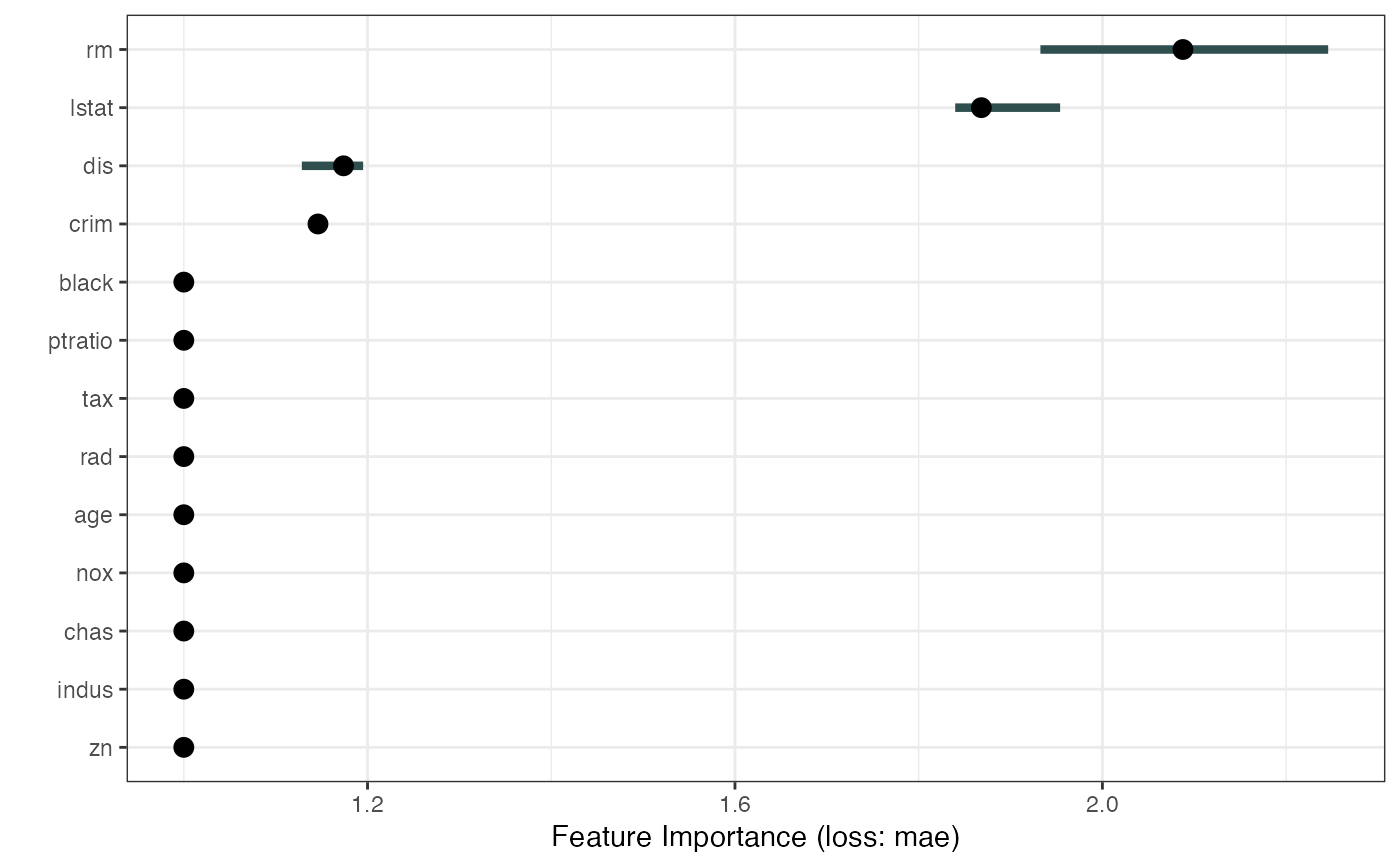 rm
lstat
dis
crim
black
ptratio
tax
rad
age
nox
chas
indus
zn
1.2 1.6 2.0
Feature Importance (loss: mae)